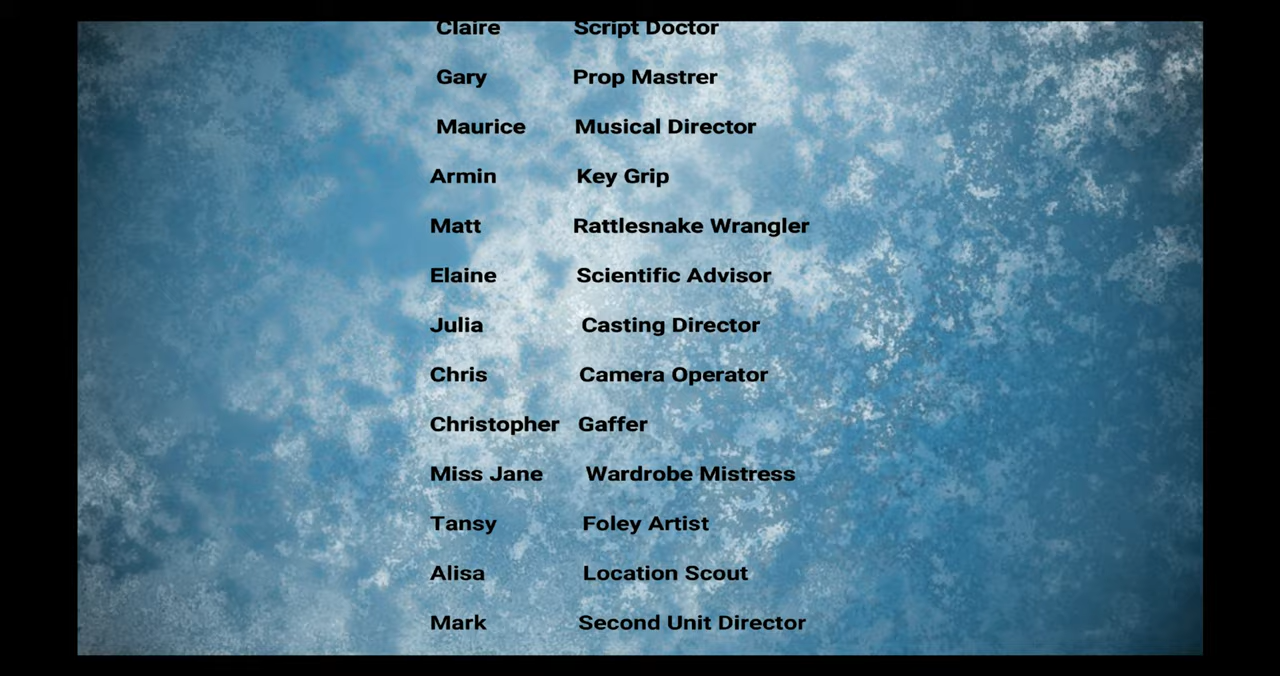 Claire Script Doctor
Gary Prop Mastrer
Maurice Musical Director
Armin Key Grip
Matt Rattlesnake Wrangler
Elaine Scientific Advisor
Julia Casting Director
Chris Camera Operator
Christopher Gaffer
Miss Jane Wardrobe Mistress
Tansy Foley Artist
Alisa Location Scout
Mark Second Unit Director